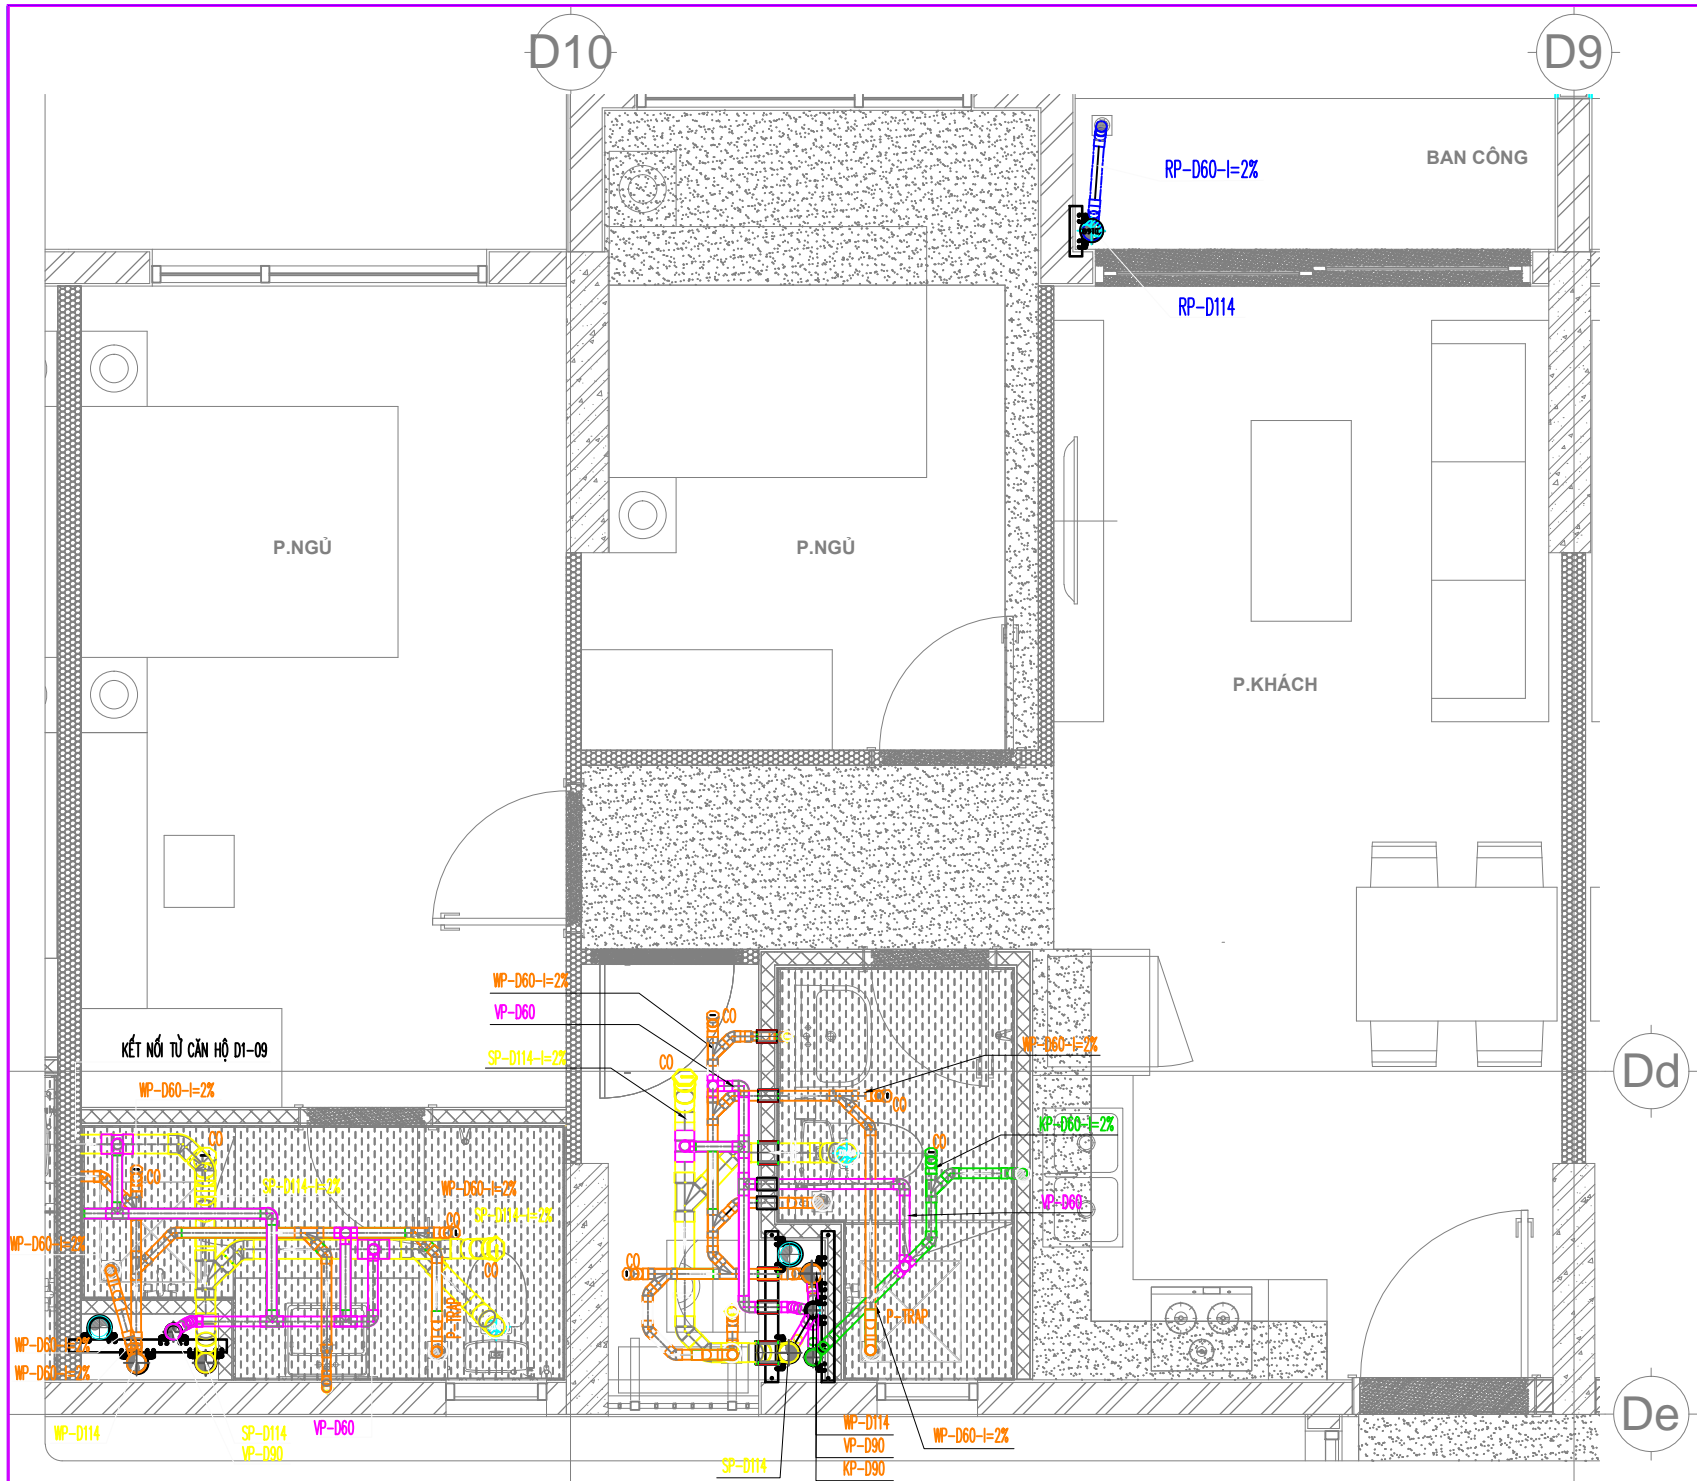 D10
D9
BAN CÔNG
RP-D60-I=2%
RP-D114
P.NGỦ
P.NGỦ
P.KHÁCH
WP-D60-I=2%
VP-D60
SP-D114-I=2%
CO
CO
WP-D60-I=2%
CO
KP-D60-I=2%
CO
VP-D60
Dd
KẾT NỐI TỪ CĂN HỘ D1-09
WP-D60-I=2%
CO
CO
SP-D114-I=2%
WP-D60-I=2%
SP-D114-I=2%
CO
WP-D60-I=2%
CO
CO
P-TRAP
P-TRAP
WP-D60-I=2%
WP-D60-I=2%
WP-D114
SP-D114
VP-D90
VP-D60
WP-D114
VP-D90
KP-D90
SP-D114
WP-D60-I=2%
De